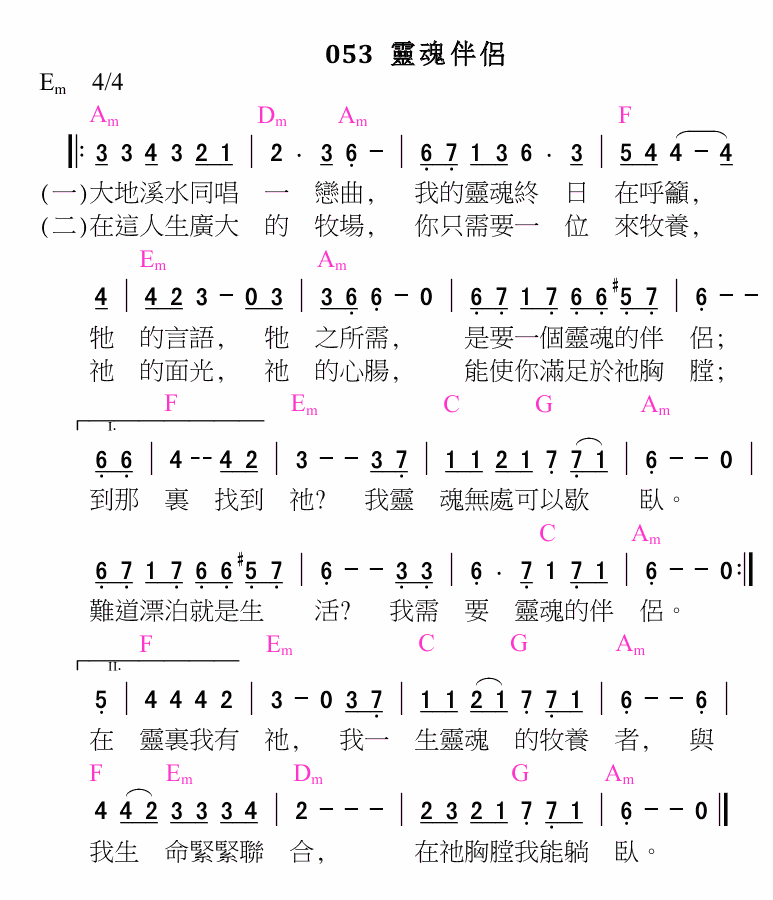 053 靈魂伴侶
Em 4/4
Am Dm Am F
3 3 4 3 2 1 | 2 . 3 6 - | 6 7 1 3 6 . 3 | 5 4 4 - 4
(一)大地溪水同唱 一 戀曲, 我的靈魂終 日 在呼籲,
(二)在這人生廣大 的 牧場, 你只需要一 位 來牧養,
Em Am
4 | 4 2 3 - 0 3 | 3 6 6 - 0 | 6 7 1 7 6 6 #5 7 | 6 - -
牠 的言語, 牠 之所需, 是要一個靈魂的伴 侶;
祂 的面光, 祂 的心腸, 能使你滿足於祂胸 膛;
F Em C G Am
I.
6 6 | 4 - - 4 2 | 3 - - 3 7 | 1 1 2 1 7 7 1 | 6 - - 0 |
到那 裏 找到 祂? 我靈 魂無處可以歇 臥。
C Am
6 7 1 7 6 6 #5 7 | 6 - - 3 3 | 6 . 7 1 7 1 | 6 - - 0 :|
難道漂泊就是生 活? 我需 要 靈魂的伴 侶。
F Em C G Am
II.
5 | 4 4 4 2 | 3 - 0 3 7 | 1 1 2 1 7 7 1 | 6 - - 6 |
在 靈裏我有 祂, 我一 生靈魂 的牧養 者, 與
F Em Dm G Am
4 4 2 3 3 3 4 | 2 - - - | 2 3 2 1 7 7 1 | 6 - - 0 ||
我生 命緊緊聯 合, 在祂胸膛我能躺 臥。